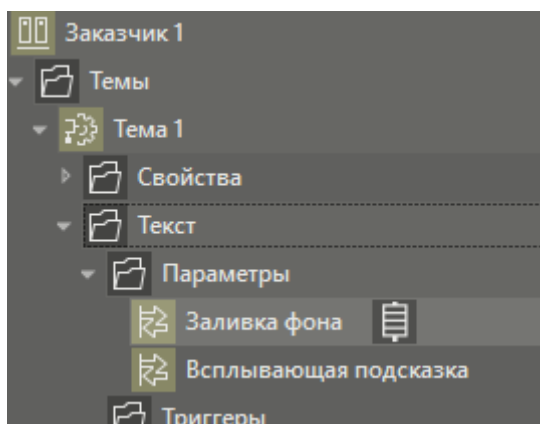 Заказчик 1
Темы
Тема 1
Свойства
Текст
Параметры
Заливка фона
Всплывающая подсказка
Триггеры